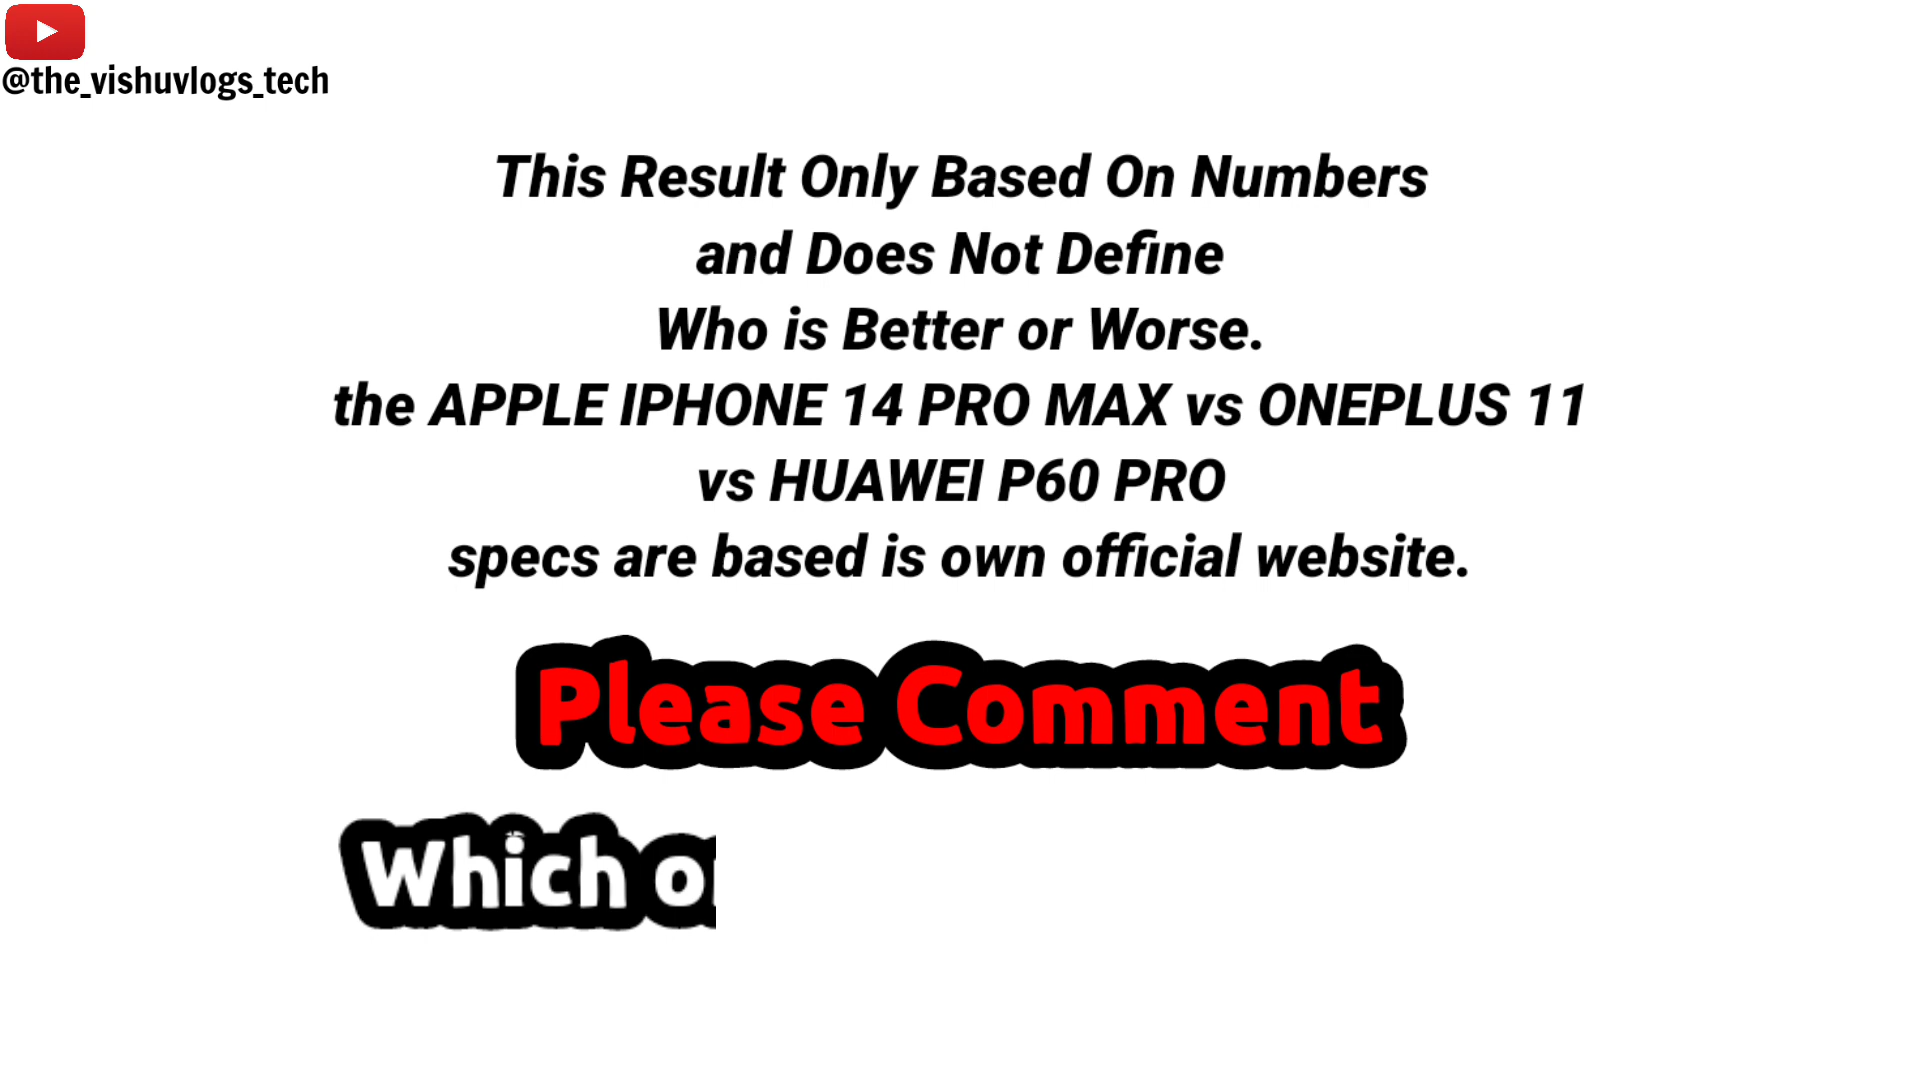 @the_vishuvlogs_tech
This Result Only Based On Numbers
and Does Not Define
Who is Better or Worse.
the APPLE IPHONE 14 PRO MAX vs ONEPLUS 11
vs HUAWEI P60 PRO
specs are based is own official website.
Please Comment
Which